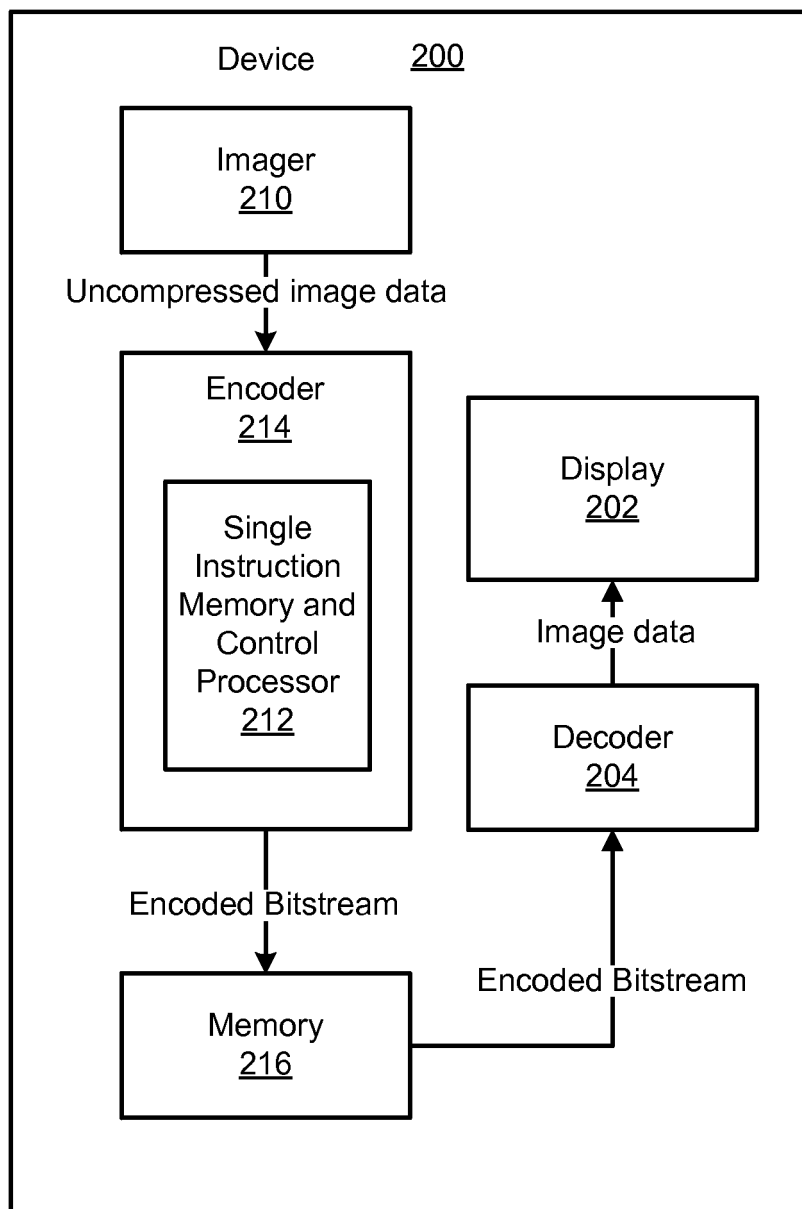 Device 200
Imager
210
Uncompressed image data
Encoder
214
Single
Instruction
Memory and
Control
Processor
212
Encoded Bitstream
Memory
216
Display
202
Image data
Decoder
204
Encoded Bitstream